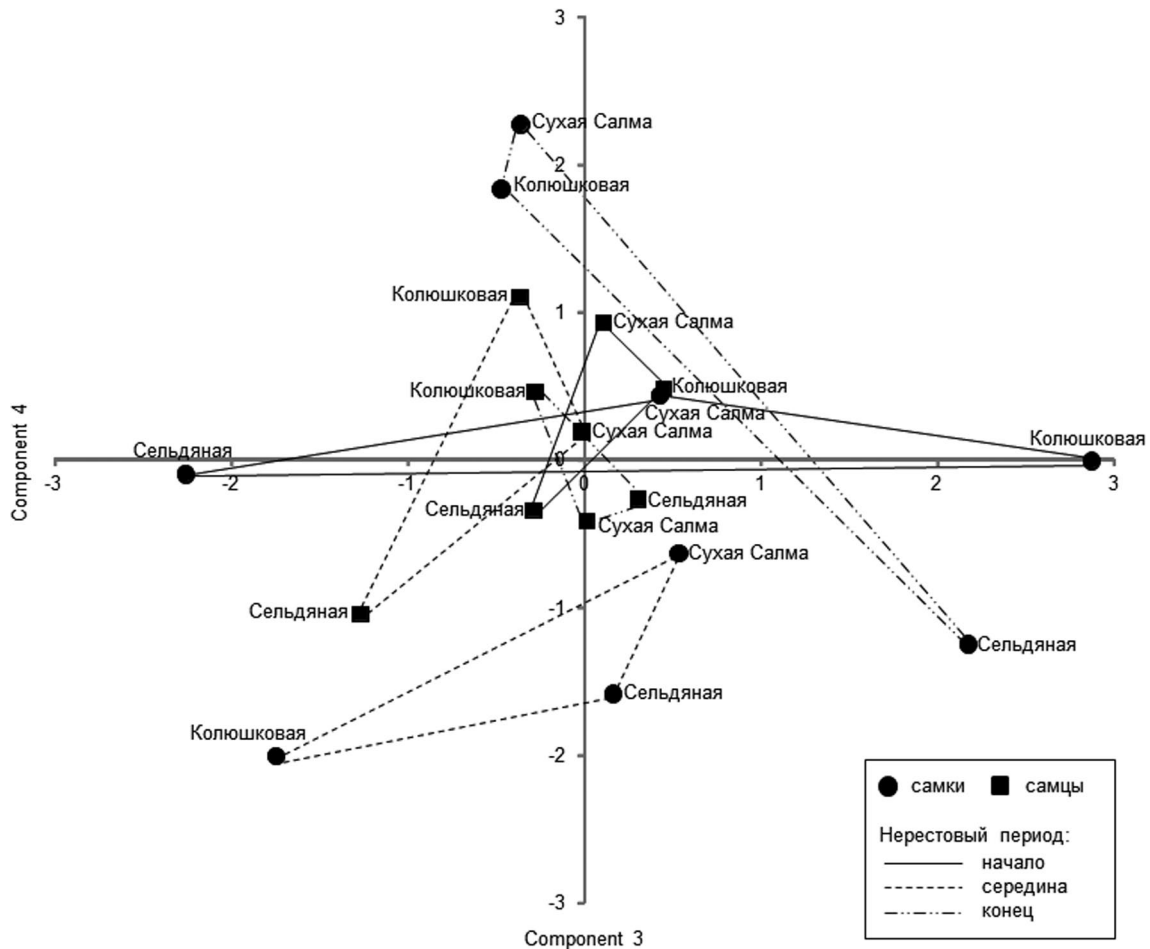 3
Сухая Салма
2
Колюшковая
Колюшковая
1
Сухая Салма
Колюшковая
Колюшковая
Сухая Салма
Сухая Салма
Сельдяная
Колюшковая
0
-3
-2
-1
0
1
2
3
Component 4
Сельдяная
Сельдяная
Сухая Салма
Сухая Салма
Сельдяная
-1
Сельдяная
Сельдяная
Колюшковая
-2
самки
самцы
Нерестовый период:
начало
середина
конец
-3
Component 3